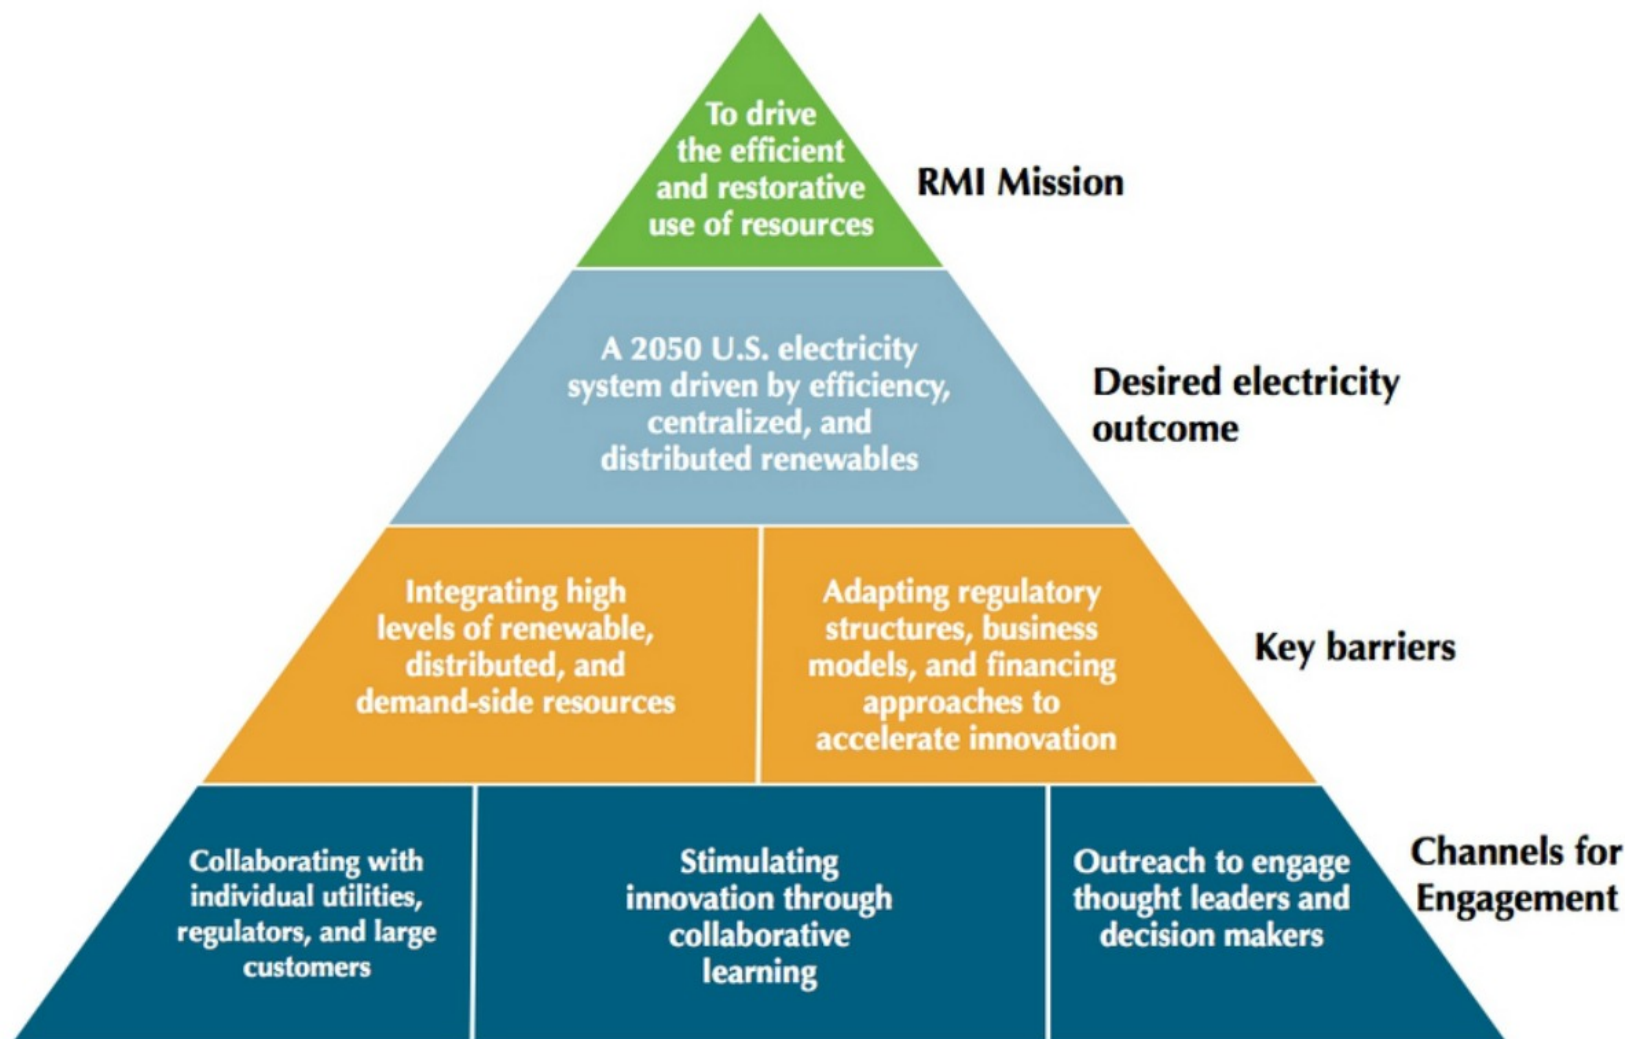 To drive
the efficient
and restorative
use of resources
RMI Mission
A 2050 U.S. electricity
system driven by efficiency,
centralized, and
distributed renewables
Desired electricity
outcome
Integrating high
levels of renewable,
distributed, and
demand-side resources
Adapting regulatory
structures, business
models, and financing
approaches to
accelerate innovation
Key barriers
Collaborating with
individual utilities,
regulators, and large
customers
Stimulating
innovation through
collaborative
learning
Outreach to engage
thought leaders and
decision makers
Channels for
Engagement